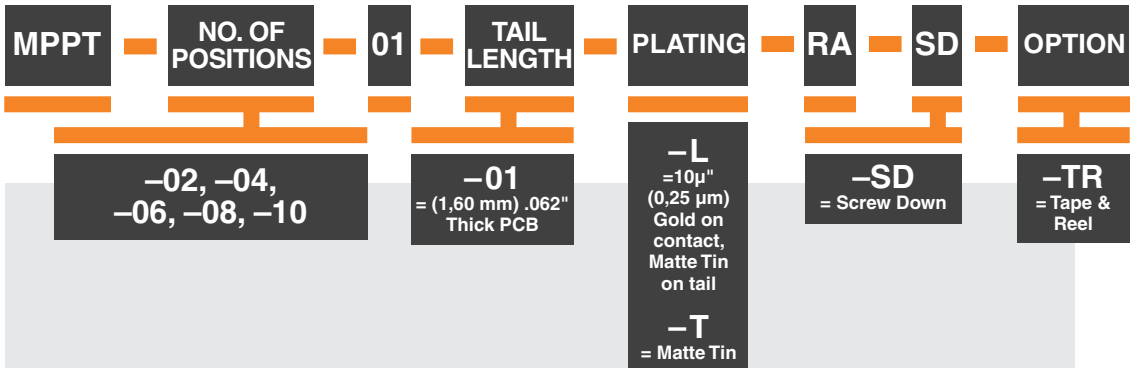 MPPT
NO. OF
POSITIONS
01
TAIL
LENGTH
PLATING
RA
SD
OPTION
–02, –04,
–06, –08, –10
–01
= (1,60 mm) .062"
Thick PCB
–L
=10µ"
(0,25 µm)
Gold on
contact,
Matte Tin
on tail
–T
= Matte Tin
–SD
= Screw Down
–TR
= Tape &
Reel